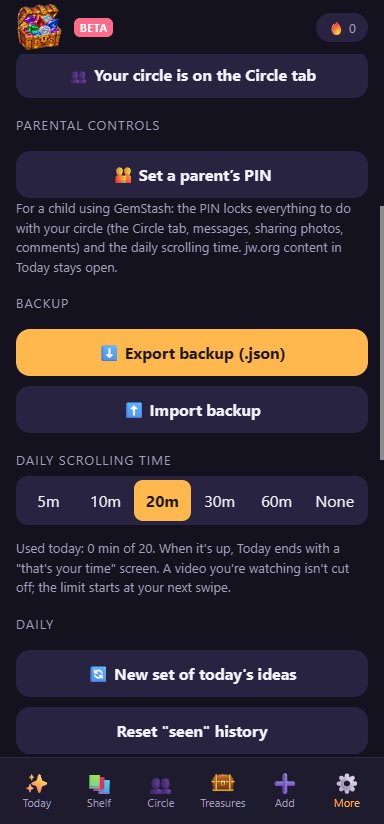 BETA
0
Your circle is on the Circle tab
PARENTAL CONTROLS
Set a parent’s PIN
For a child using GemStash: the PIN locks everything to do
with your circle (the Circle tab, messages, sharing photos,
comments) and the daily scrolling time. jw.org content in
Today stays open.
BACKUP
Export backup (.json)
Import backup
DAILY SCROLLING TIME
5m 10m 20m 30m 60m None
Used today: 0 min of 20. When it's up, Today ends with a
"that's your time" screen. A video you're watching isn't cut
off; the limit starts at your next swipe.
DAILY
New set of today's ideas
Reset "seen" history
Today Shelf Circle Treasures Add More